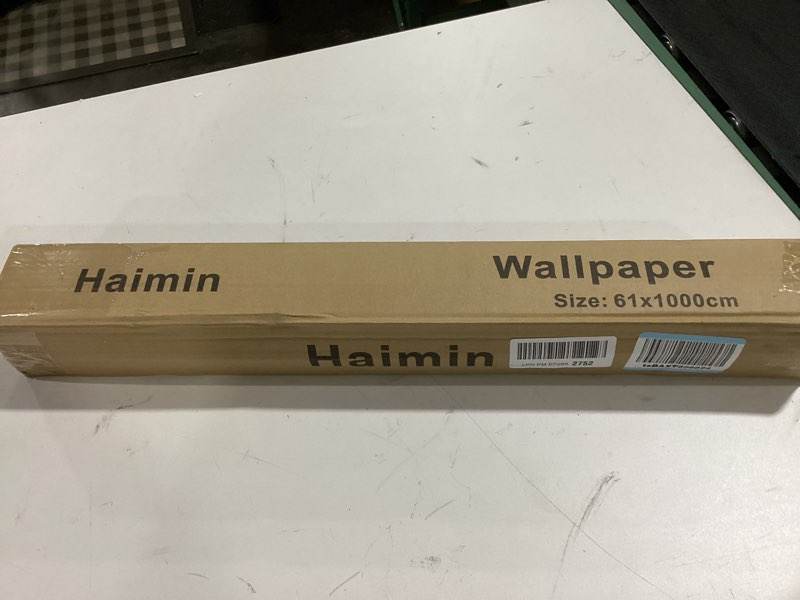 Haimin
Wallpaper
Size: 61x1000cm
Haimin
2752